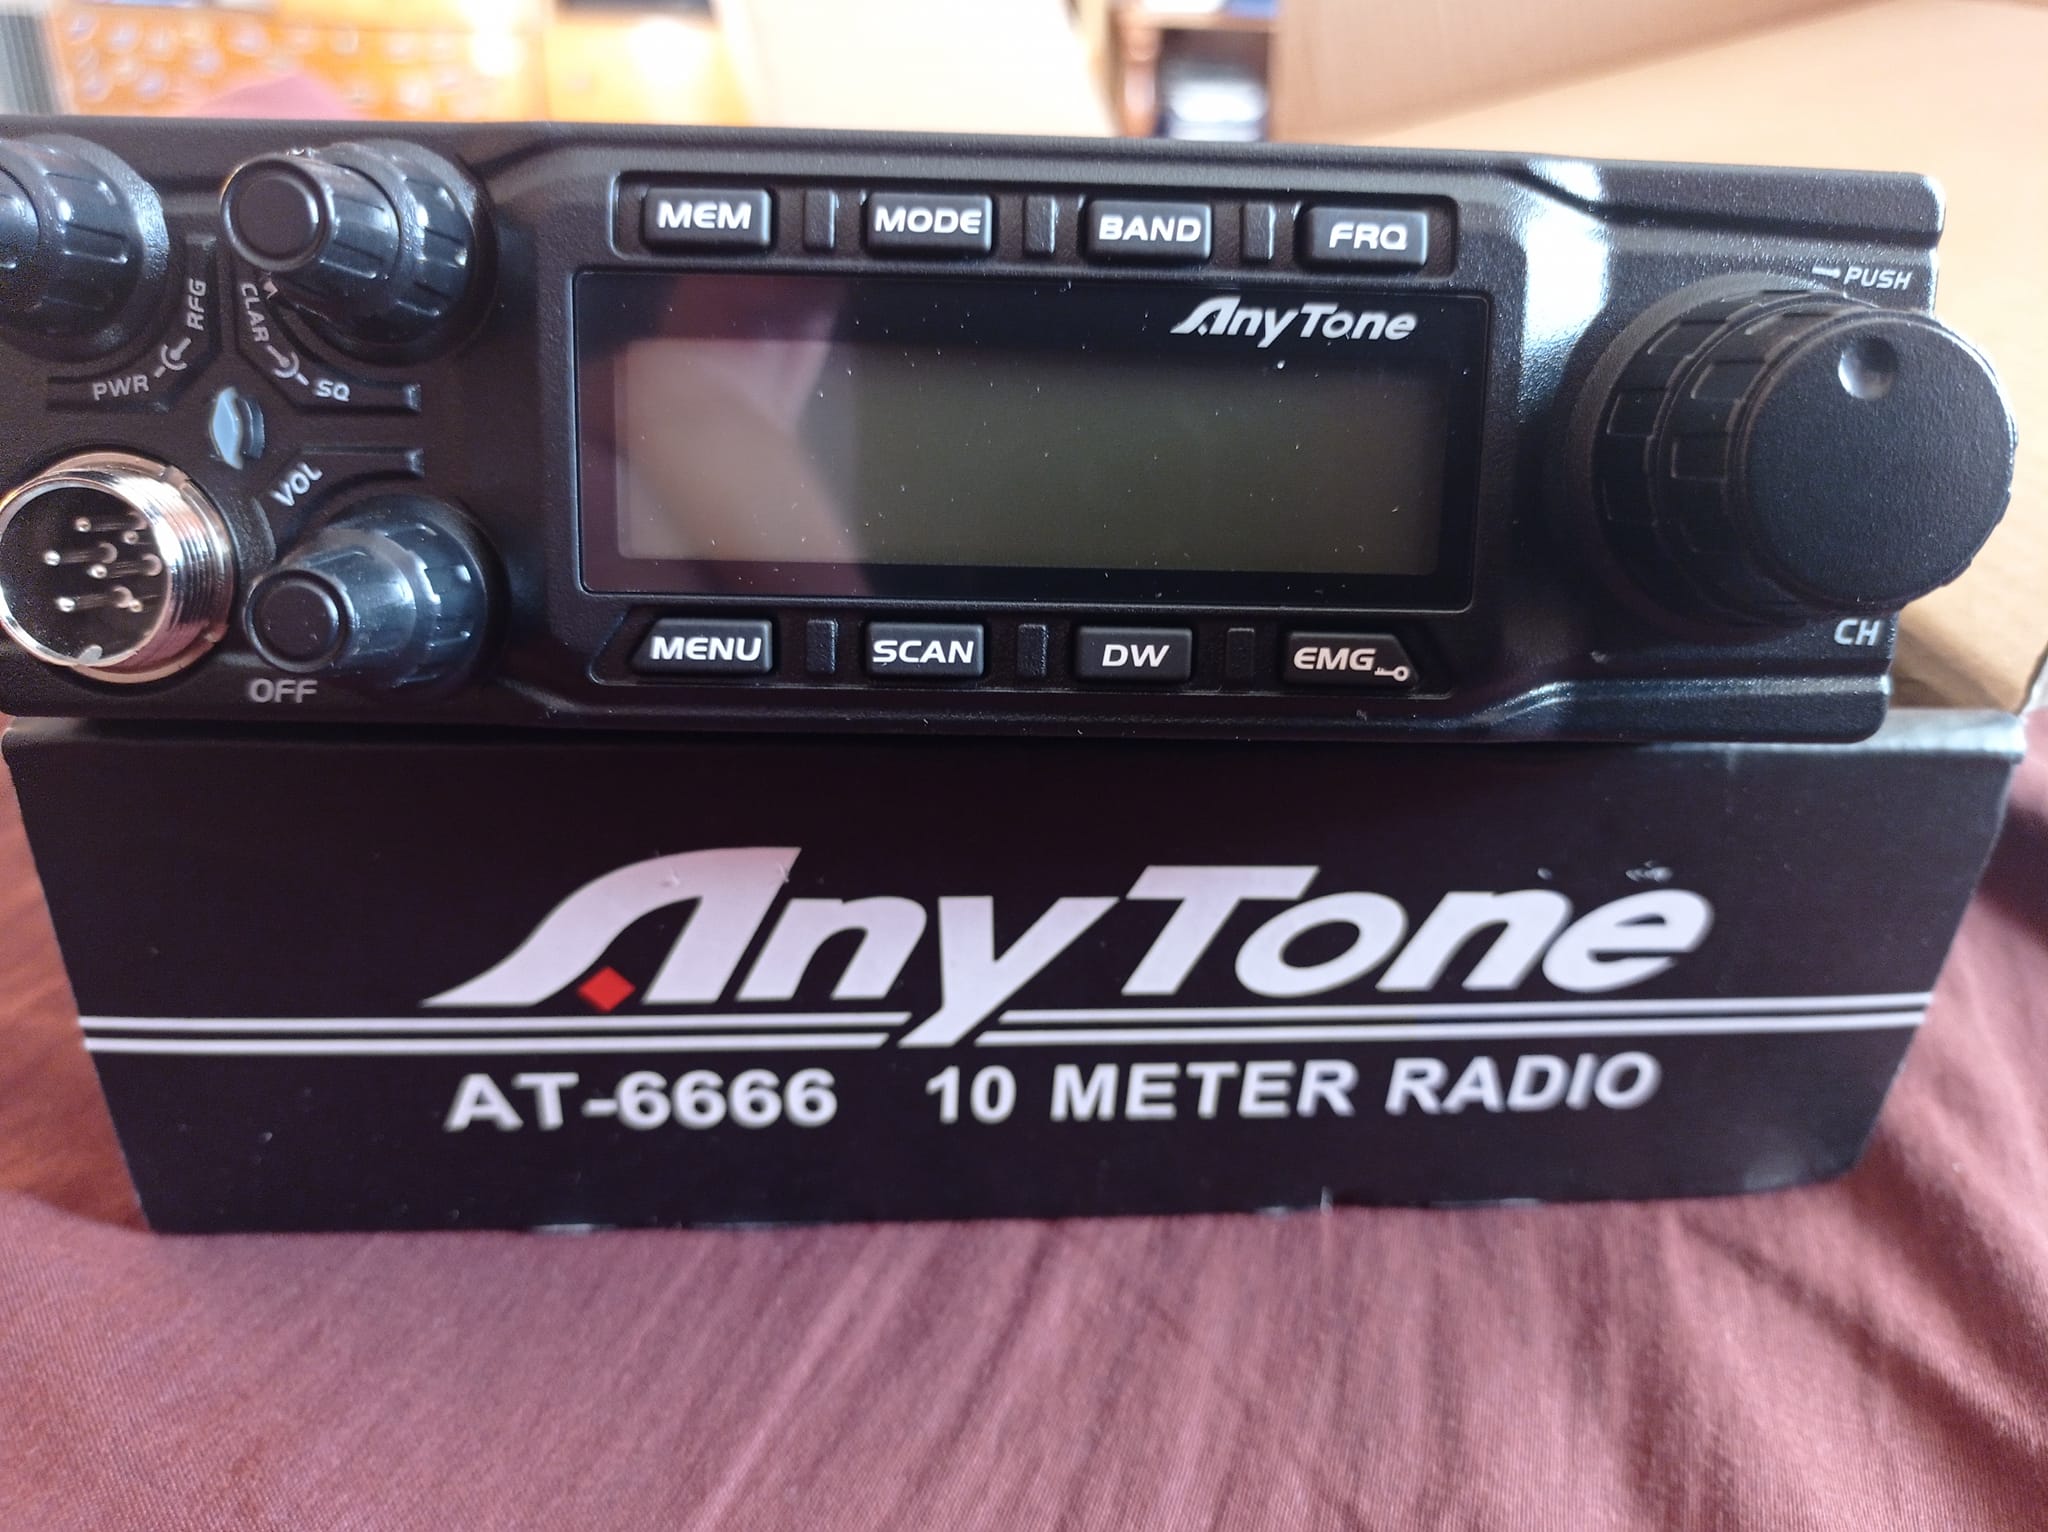 MEM MODE BAND FRQ
PUSH
AnyTone
RFG CLAR
PWR SQ
VOL
OFF
MENU SCAN DW EMG
CH
AnyTone
AT-6666 10 METER RADIO